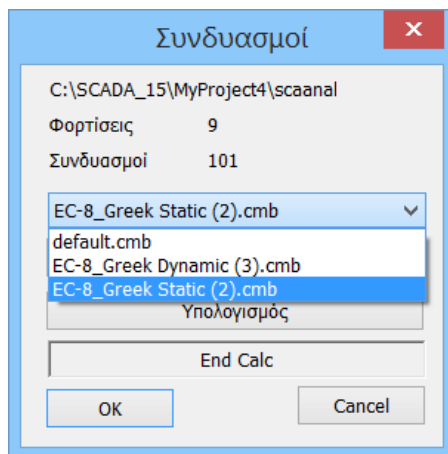 Συνδυασμοί
C:\SCADA_15\MyProject4\scaanal
Φορτίσεις 9
Συνδυασμοί 101
EC-8_Greek Static (2).cmb
default.cmb
EC-8_Greek Dynamic (3).cmb
EC-8_Greek Static (2).cmb
Υπολογισμός
End Calc
OK Cancel